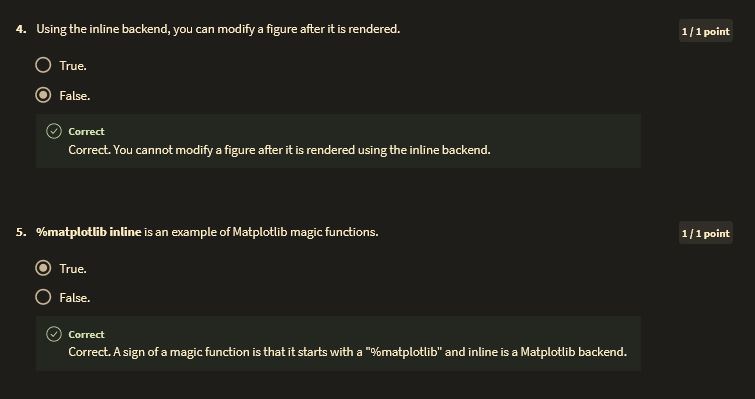 4. Using the inline backend, you can modify a figure after it is rendered.
1 / 1 point
True.
False.
Correct
Correct. You cannot modify a figure after it is rendered using the inline backend.
5. %matplotlib inline is an example of Matplotlib magic functions.
1 / 1 point
True.
False.
Correct
Correct. A sign of a magic function is that it starts with a "%matplotlib" and inline is a Matplotlib backend.